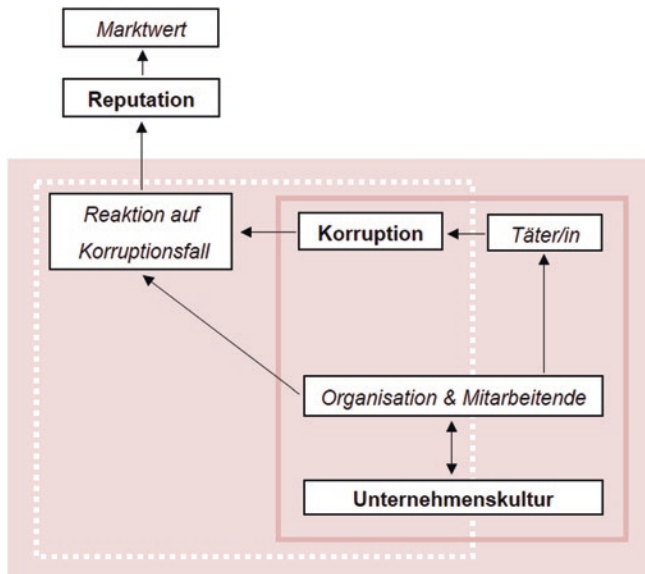 Marktwert
Reputation
Reaktion auf
Korruptionsfall
Korruption
Täter/in
Organisation & Mitarbeitende
Unternehmenskultur